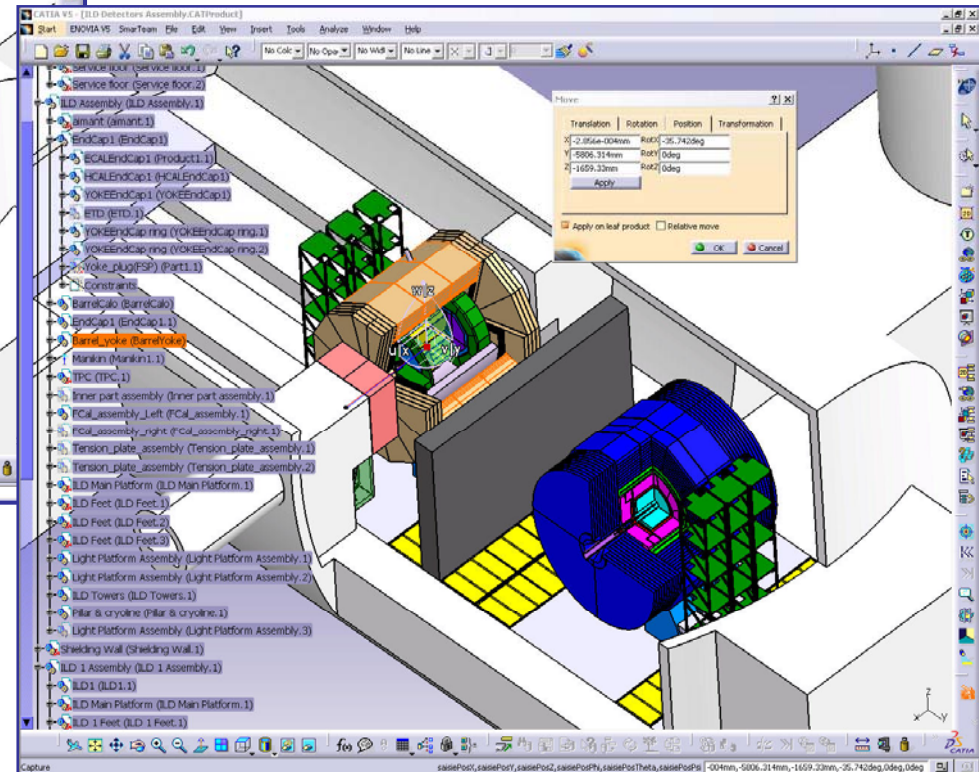 CATIA V5 - [ILD Detectors Assembly.CATProduct]
Start ENOVIA V5 SmarTeam File Edit View Insert Tools Analyze Window Help
No Colc No Opa No Widl No Line
Service floor (Service floor.1)
Service floor (Service floor.2)
ILD Assembly (ILD Assembly.1)
aimant (aimant.1)
EndCap1 (EndCap1)
ECALEndCap1 (Product1.1)
HCALEndCap1 (HCALEndCap1)
YOKEEndCap1 (YOKEEndCap1)
ETD (ETD.1)
YOKEEndCap ring (YOKEEndCap ring.1)
YOKEEndCap ring (YOKEEndCap ring.2)
Yoke_plug(FSP) (Part1.1)
Constraints
BarrelCalo (BarrelCalo)
EndCap1 (EndCap1.1)
Barrel_yoke (BarrelYoke)
Manikin (Manikin1.1)
TPC (TPC.1)
Inner part assembly (Inner part assembly.1)
FCal_assembly_Left (FCal_assembly.1)
FCal_assembly_right (FCal_assembly_right.1)
Tension_plate_assembly (Tension_plate_assembly.1)
Tension_plate_assembly (Tension_plate_assembly.2)
ILD Main Platform (ILD Main Platform.1)
ILD Feet (ILD Feet.1)
ILD Feet (ILD Feet.2)
ILD Feet (ILD Feet.3)
Light Platform Assembly (Light Platform Assembly.1)
Light Platform Assembly (Light Platform Assembly.2)
ILD Towers (ILD Towers.1)
Pillar & cryoline (Pillar & cryoline.1)
Light Platform Assembly (Light Platform Assembly.3)
Shielding Wall (Shielding Wall.1)
ILD 1 Assembly (ILD 1 Assembly.1)
ILD1 (ILD1.1)
ILD Main Platform (ILD Main Platform.1)
ILD 1 Feet (ILD 1 Feet.1)
Move
Translation Rotation Position Transformation
X -2.856e-004mm RotX -35.742deg
Y -5806.314mm RotY 0deg
Z -1659.33mm RotZ 0deg
Apply
Apply on leaf product Relative move
OK Cancel
w|z
u|x v|y
z
x y
CATIA
Capture
saisiePosX,saisiePosY,saisiePosZ,saisiePosPhi,saisiePosTheta,saisiePosPsi -004mm,-5806.314mm,-1659.33mm,-35.742deg,0deg,0deg